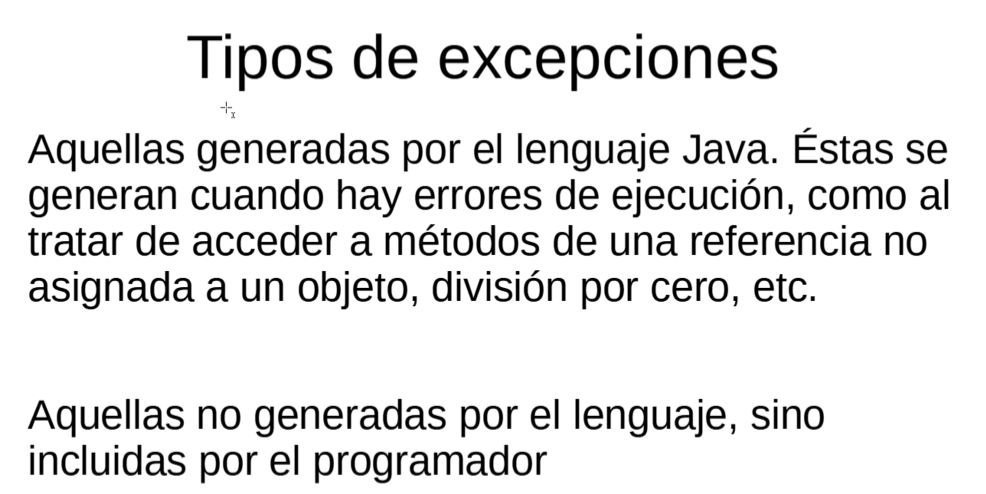 Tipos de excepciones
Aquellas generadas por el lenguaje Java. Éstas se
generan cuando hay errores de ejecución, como al
tratar de acceder a métodos de una referencia no
asignada a un objeto, división por cero, etc.
Aquellas no generadas por el lenguaje, sino
incluidas por el programador